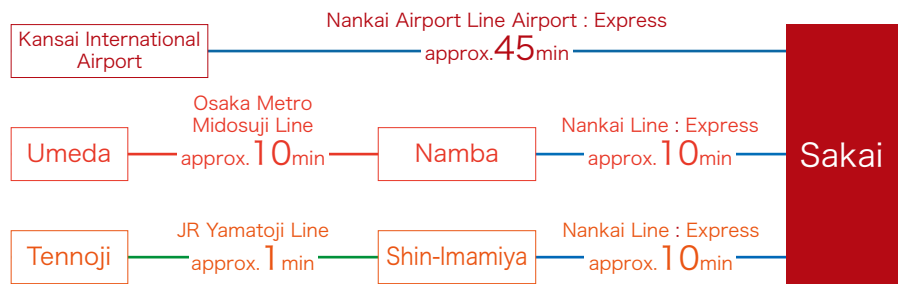 Nankai Airport Line Airport : Express
Kansai International
Airport
approx.45min
Osaka Metro
Midosuji Line
Nankai Line : Express
Umeda
approx.10min
Namba
approx.10min
Sakai
JR Yamatoji Line
Nankai Line : Express
Tennoji
approx.1min
Shin-Imamiya
approx.10min